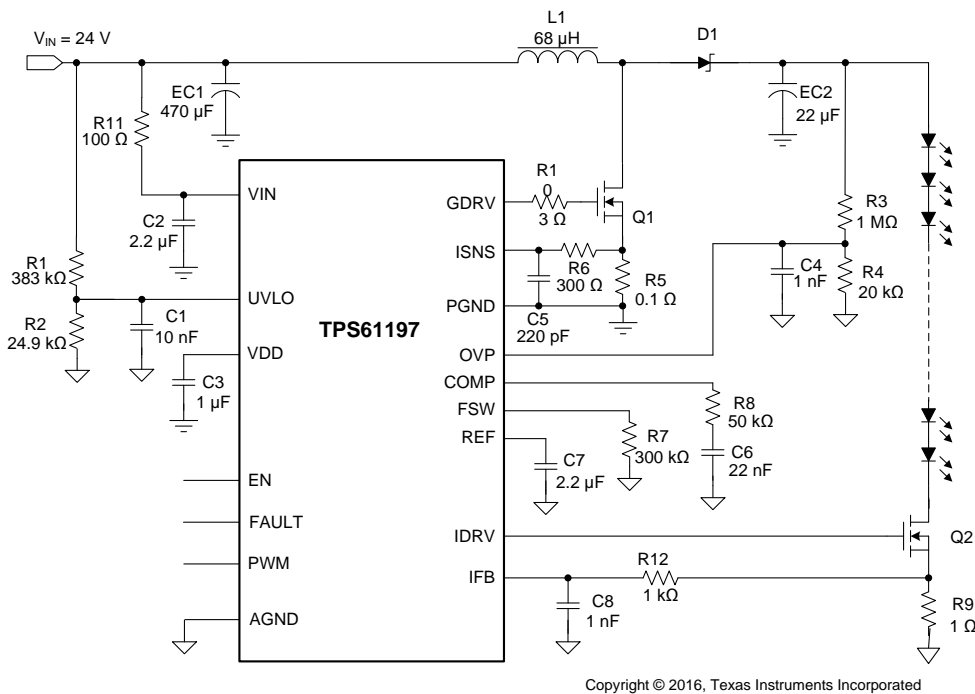 V_IN = 24 V
L1
68 µH
D1
EC1
470 µF
EC2
22 µF
R11
100 Ω
VIN
C2
2.2 µF
R1
383 kΩ
UVLO
R2
24.9 kΩ
C1
10 nF
VDD
C3
1 µF
EN
FAULT
PWM
AGND
TPS61197
GDRV
R1
0
3 Ω
Q1
ISNS
R6
300 Ω
R5
0.1 Ω
PGND
C5
220 pF
OVP
COMP
FSW
REF
R3
1 MΩ
C4
1 nF
R4
20 kΩ
R8
50 kΩ
R7
300 kΩ
C6
22 nF
C7
2.2 µF
IDRV
Q2
IFB
R12
1 kΩ
C8
1 nF
R9
1 Ω
Copyright © 2016, Texas Instruments Incorporated